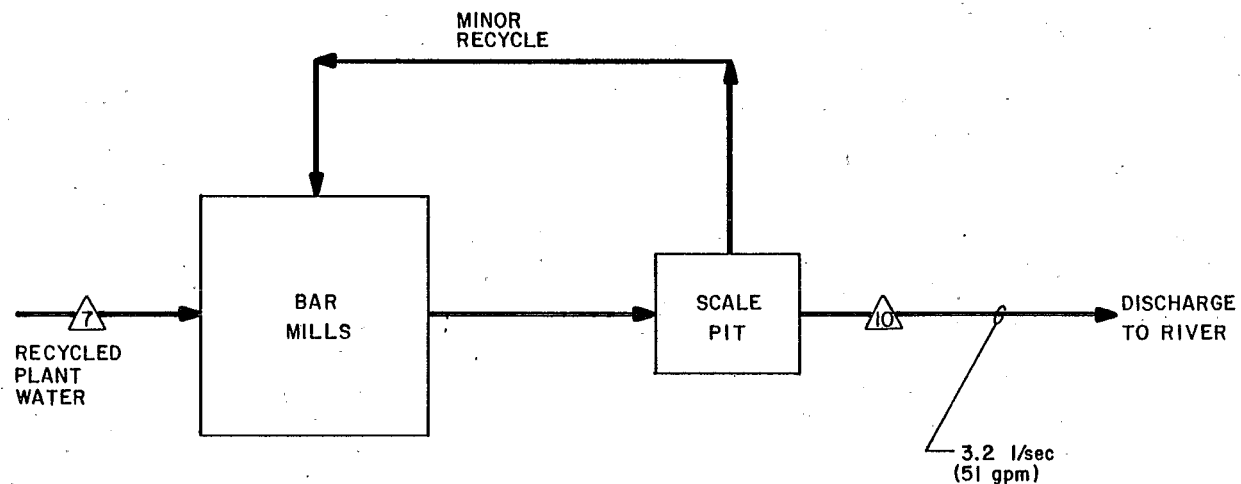 MINOR
RECYCLE
7
RECYCLED
PLANT
WATER
BAR
MILLS
SCALE
PIT
10
DISCHARGE
TO RIVER
3.2 l/sec
(51 gpm)